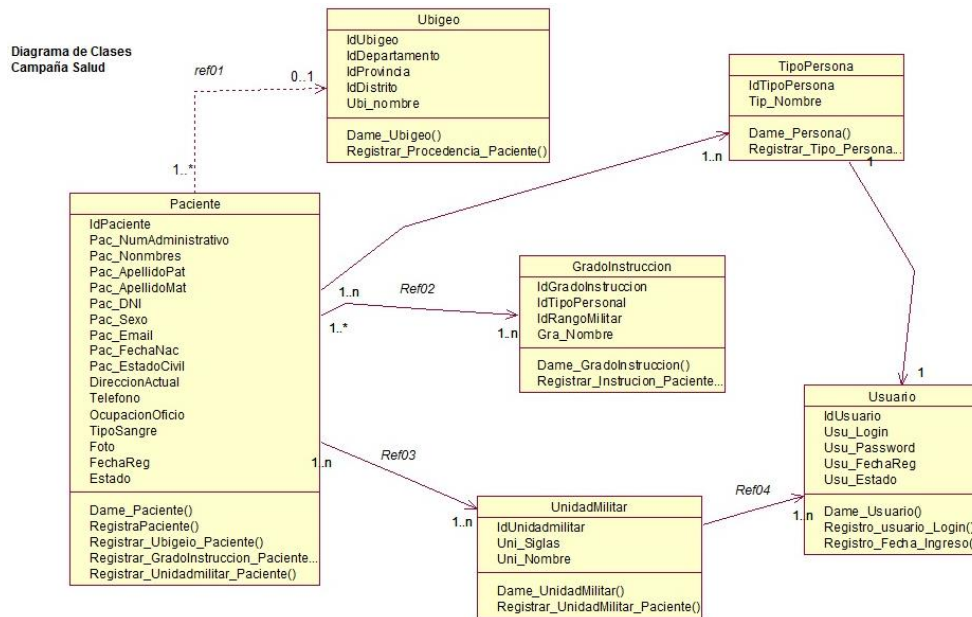 Diagrama de Clases
Campaña Salud
ref01
0..1
1..*
Ubigeo
IdUbigeo
IdDepartamento
IdProvincia
IdDistrito
Ubi_nombre
Dame_Ubigeo()
Registrar_Procedencia_Paciente()
TipoPersona
IdTipoPersona
Tip_Nombre
Dame_Persona()
Registrar_Tipo_Persona...
1..n
1
Paciente
IdPaciente
Pac_NumAdministrativo
Pac_Nonmbres
Pac_ApellidoPat
Pac_ApellidoMat
Pac_DNI
Pac_Sexo
Pac_Email
Pac_FechaNac
Pac_EstadoCivil
DireccionActual
Telefono
OcupacionOficio
TipoSangre
Foto
FechaReg
Estado
Dame_Paciente()
RegistraPaciente()
Registrar_Ubigeio_Paciente()
Registrar_GradoInstruccion_Paciente...
Registrar_Unidadmilitar_Paciente()
1..n
1..*
Ref02
1..n
GradoInstruccion
IdGradoInstruccion
IdTipoPersonal
IdRangoMilitar
Gra_Nombre
Dame_GradoInstruccion()
Registrar_Instrucion_Paciente...
1..n
Ref03
1..n
UnidadMilitar
IdUnidadmilitar
Uni_Siglas
Uni_Nombre
Dame_UnidadMilitar()
Registrar_UnidadMilitar_Paciente()
Ref04
1..n
1
Usuario
IdUsuario
Usu_Login
Usu_Password
Usu_FechaReg
Usu_Estado
Dame_Usuario()
Registro_usuario_Login()
Registro_Fecha_Ingreso()